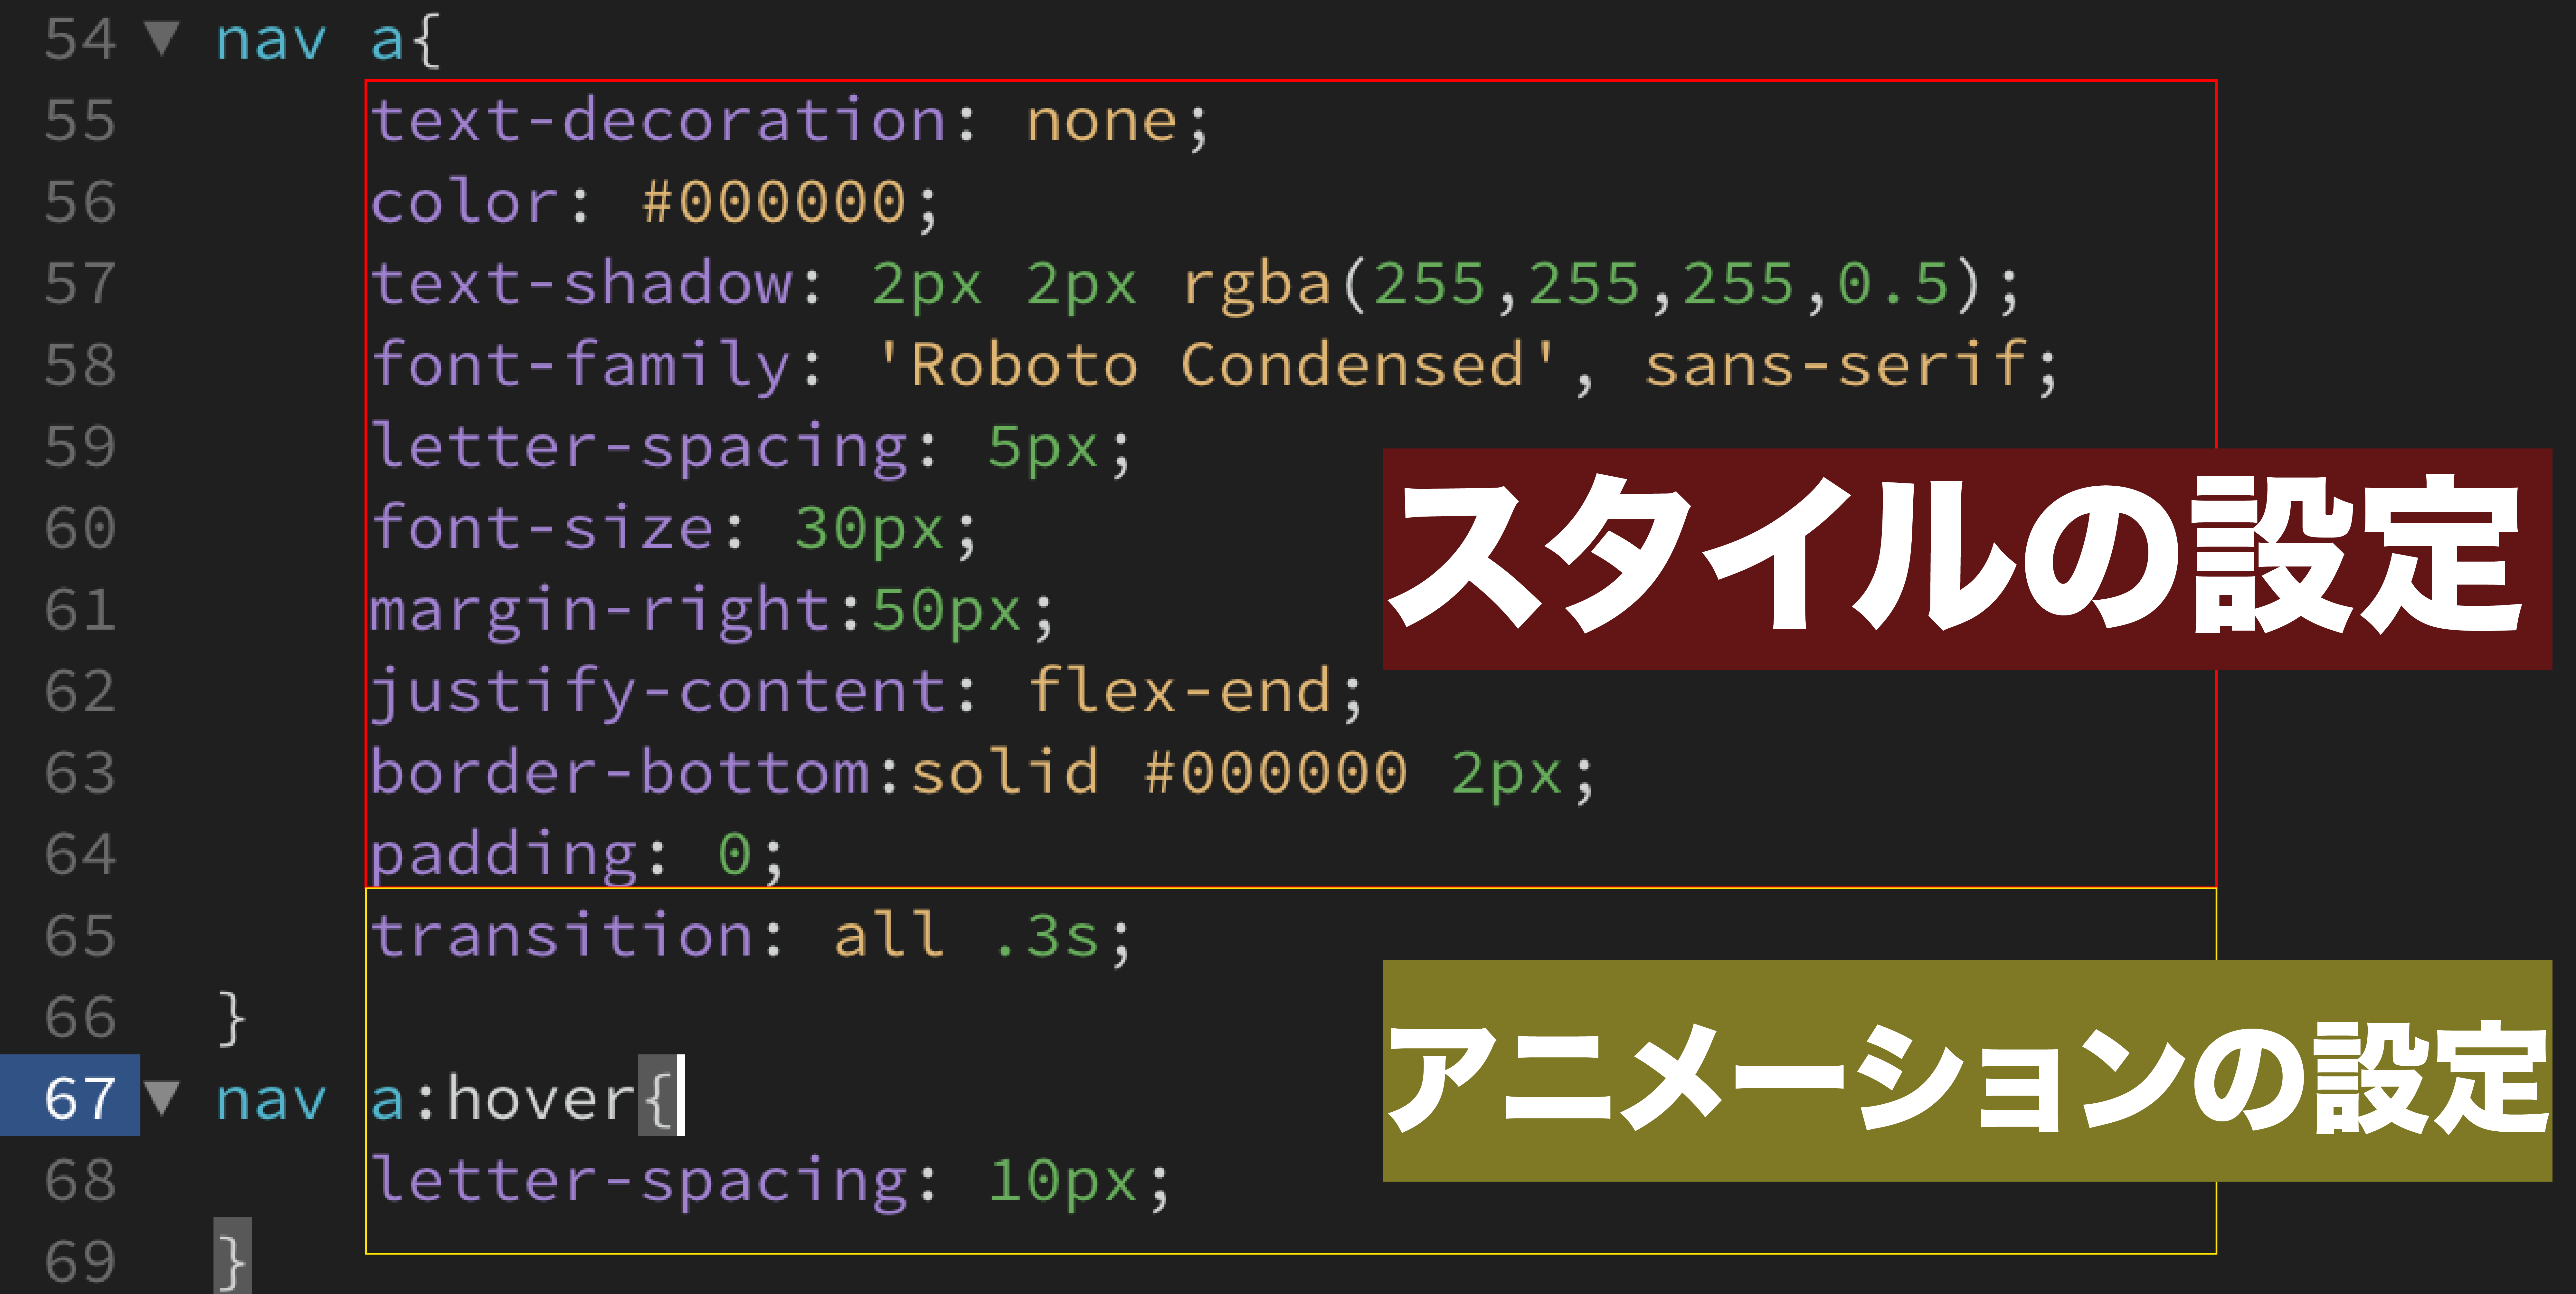 54 ▼ nav a{
55 text-decoration: none;
56 color: #000000;
57 text-shadow: 2px 2px rgba(255,255,255,0.5);
58 font-family: 'Roboto Condensed', sans-serif;
59 letter-spacing: 5px;
スタイルの設定
60 font-size: 30px;
61 margin-right:50px;
62 justify-content: flex-end;
63 border-bottom:solid #000000 2px;
64 padding: 0;
65 transition: all .3s;
66 }
アニメーションの設定
67 ▼ nav a:hover{
68 letter-spacing: 10px;
69 }